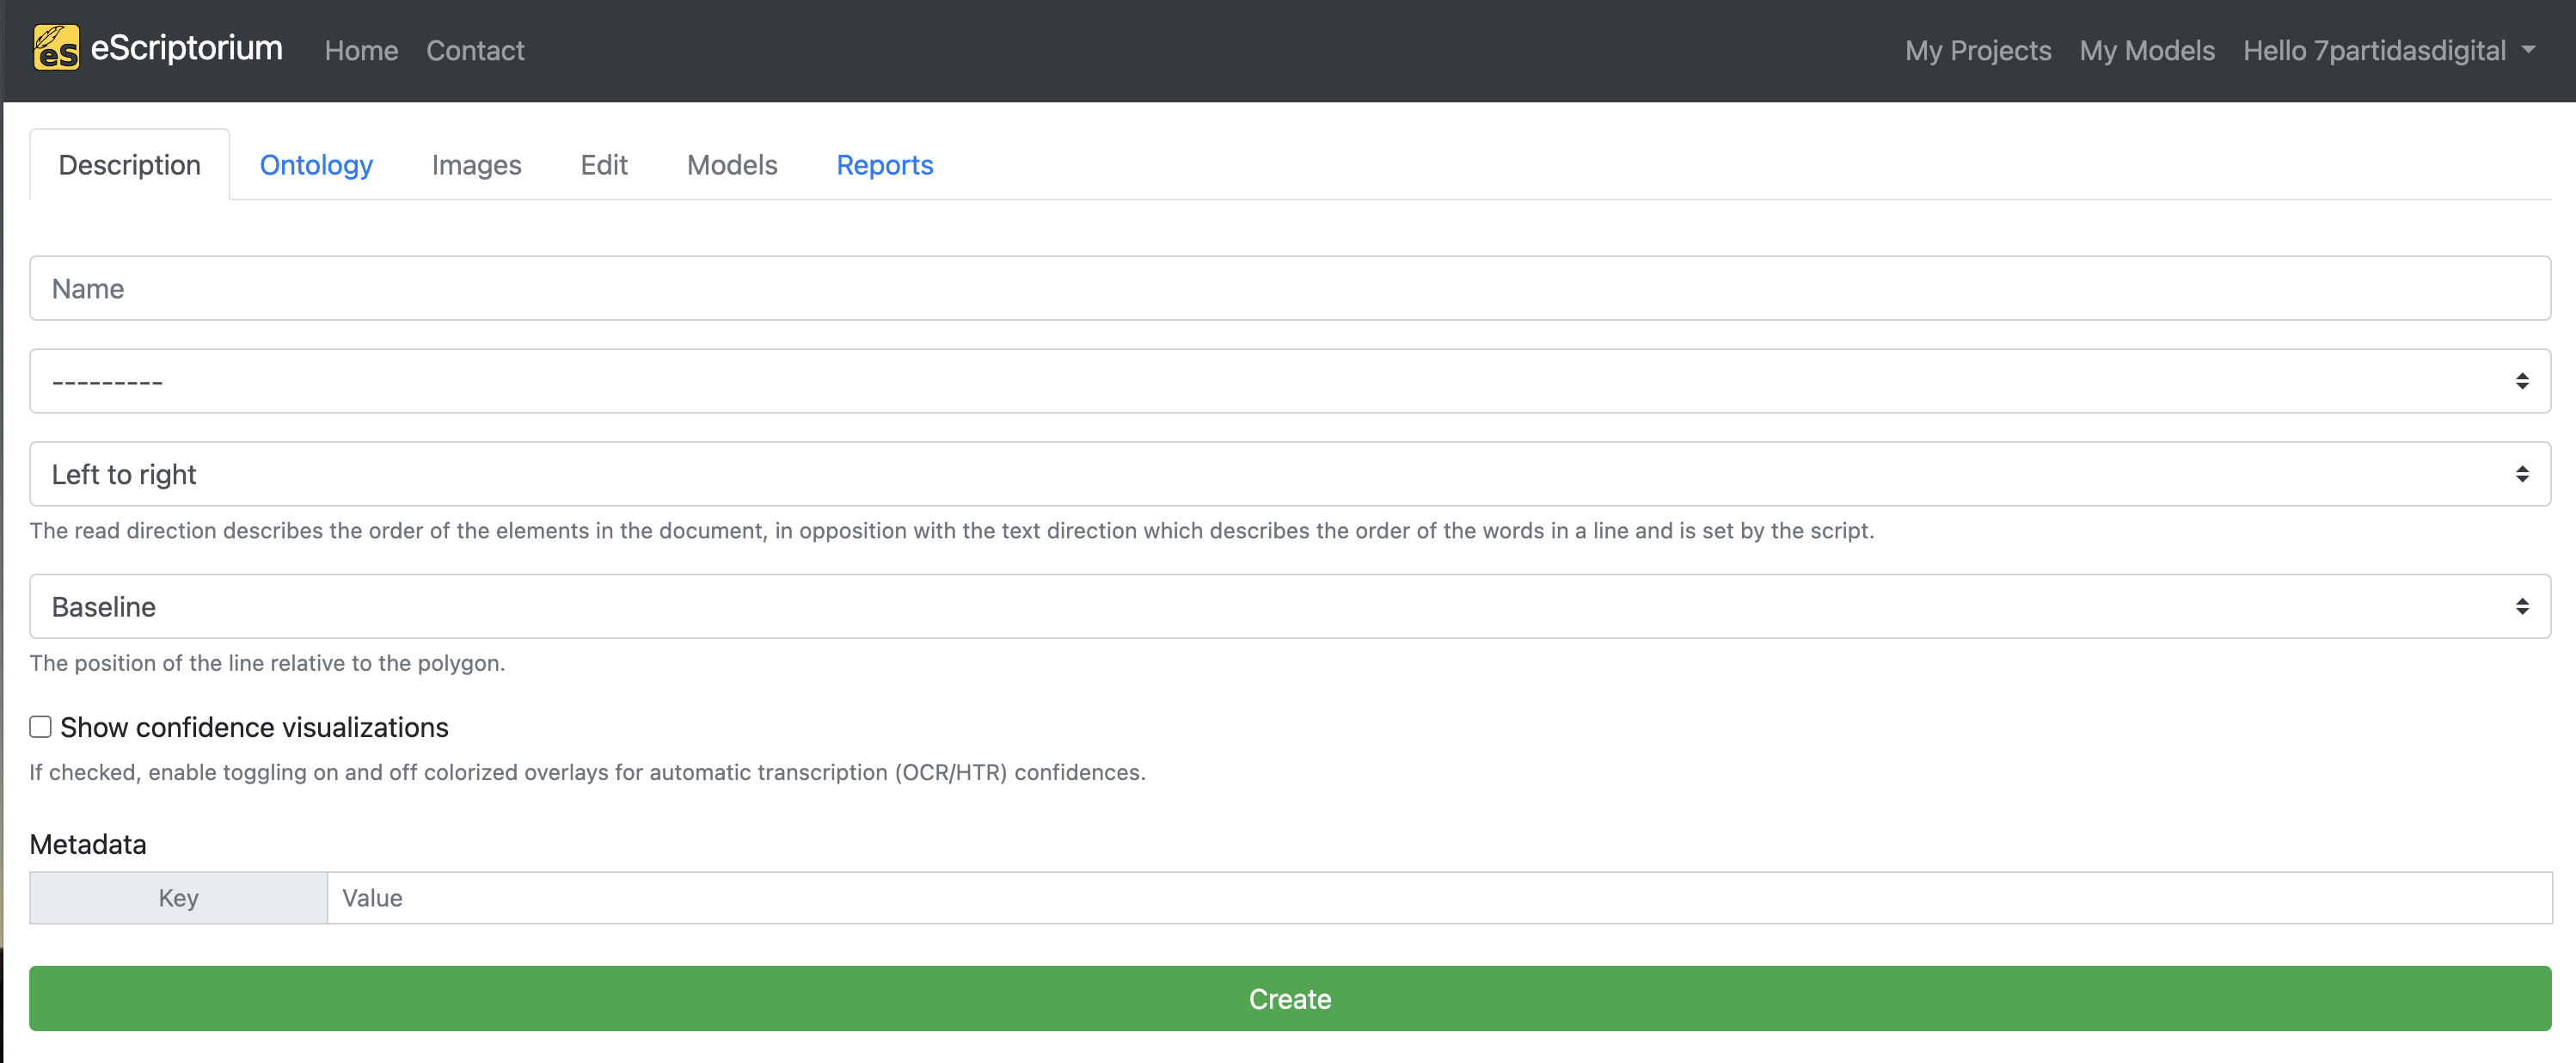 es eScriptorium Home Contact My Projects My Models Hello 7partidasdigital
Description Ontology Images Edit Models Reports
Name
---------
Left to right
The read direction describes the order of the elements in the document, in opposition with the text direction which describes the order of the words in a line and is set by the script.
Baseline
The position of the line relative to the polygon.
Show confidence visualizations
If checked, enable toggling on and off colorized overlays for automatic transcription (OCR/HTR) confidences.
Metadata
Key Value
Create